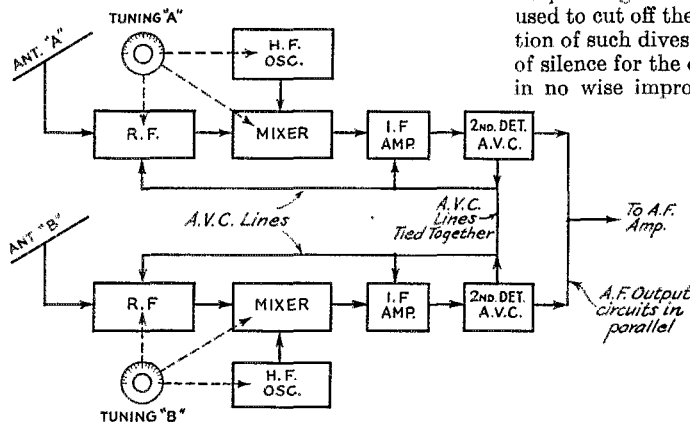 TUNING "A"
used to cut off the
tion of such dives
of silence for the
in no wise impro
ANT. "A"
H.F.
OSC.
R.F.
MIXER
I.F
AMP.
2ND. DET.
A.V.C.
A.V.C. Lines
A.V.C.
Lines
Tied Together
To A.F.
Amp.
ANT "B"
R.F
MIXER
I.F
AMP.
2ND. DET.
A.V.C.
A.F. Output
circuits in
parallel
H.F.
OSC.
TUNING "B"